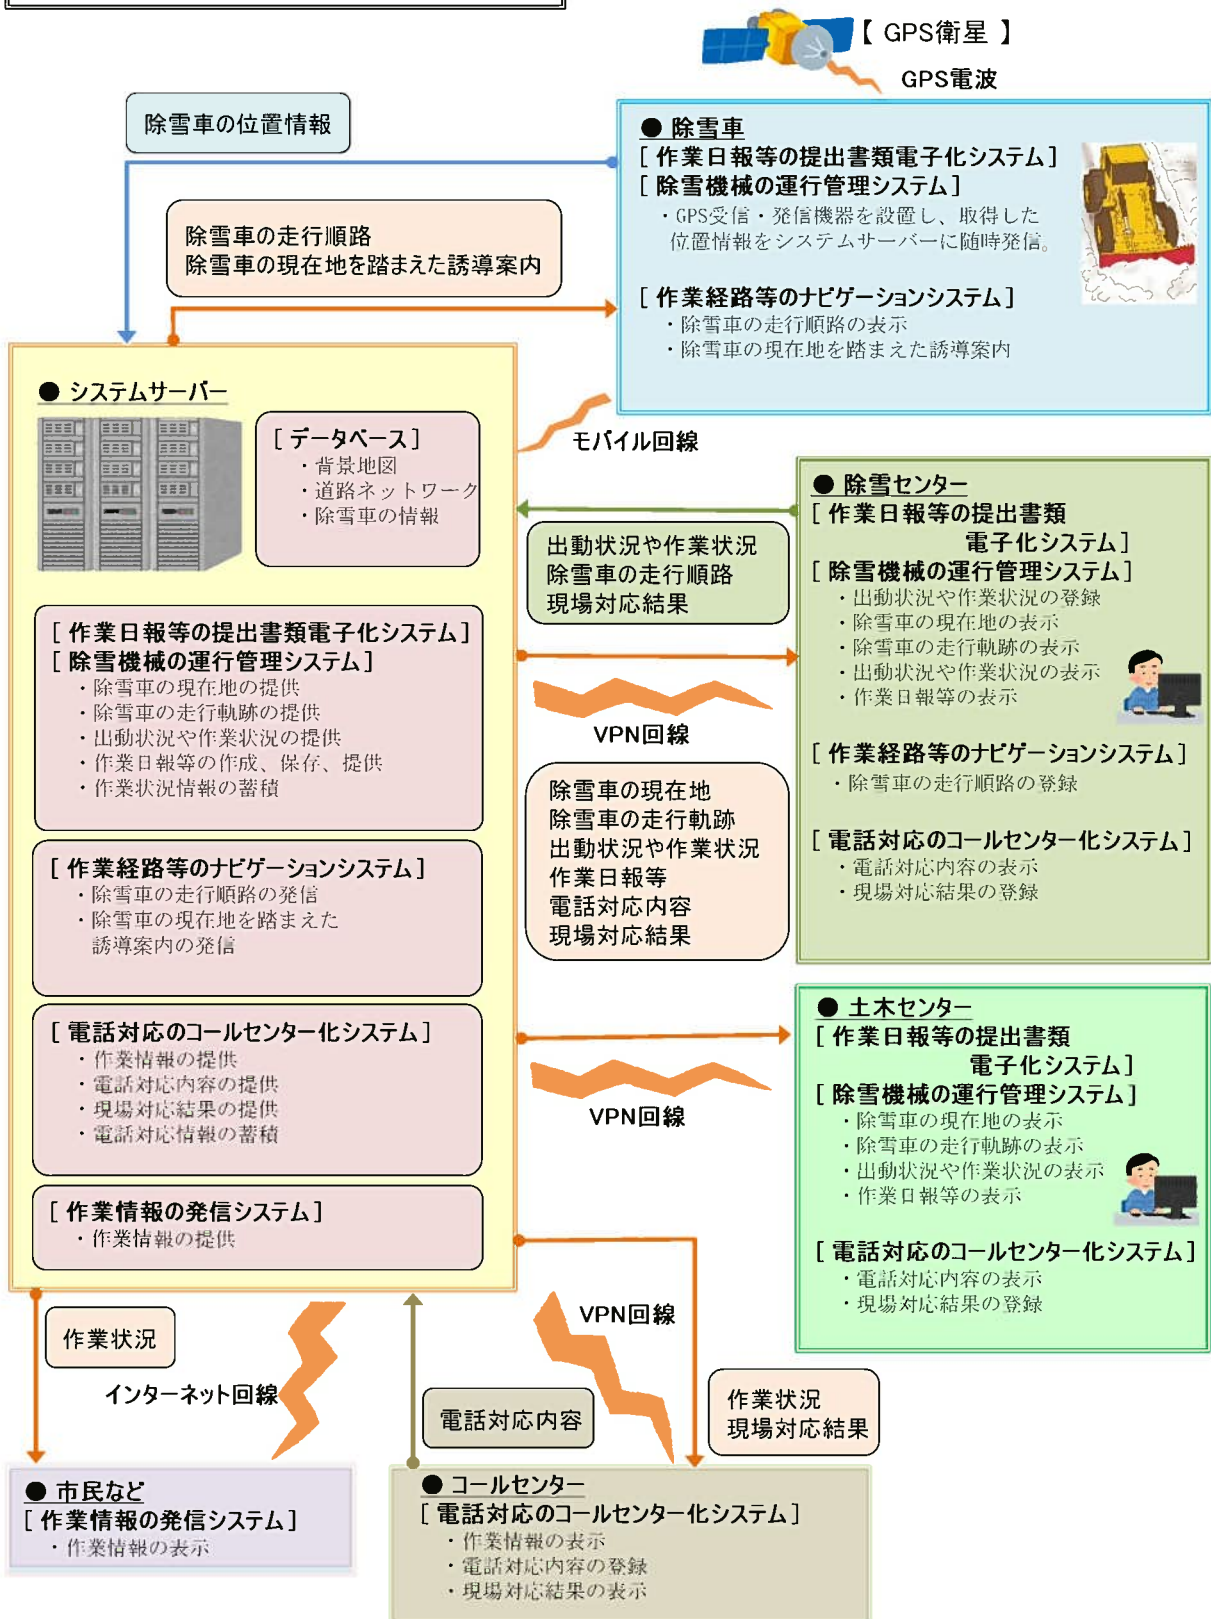 【 GPS衛星 】
GPS電波
除雪車の位置情報
除雪車の走行順路
除雪車の現在地を踏まえた誘導案内
● 除雪車
[ 作業日報等の提出書類電子化システム ]
[ 除雪機械の運行管理システム ]
・GPS受信・発信機器を設置し、取得した
位置情報をシステムサーバーに随時発信。
[ 作業経路等のナビゲーションシステム ]
・除雪車の走行順路の表示
・除雪車の現在地を踏まえた誘導案内
モバイル回線
● システムサーバー
[ データベース ]
・背景地図
・道路ネットワーク
・除雪車の情報
[ 作業日報等の提出書類電子化システム ]
[ 除雪機械の運行管理システム ]
・除雪車の現在地の提供
・除雪車の走行軌跡の提供
・出動状況や作業状況の提供
・作業日報等の作成、保存、提供
・作業状況情報の蓄積
[ 作業経路等のナビゲーションシステム ]
・除雪車の走行順路の発信
・除雪車の現在地を踏まえた
誘導案内の発信
[ 電話対応のコールセンター化システム ]
・作業情報の提供
・電話対応内容の提供
・現場対応結果の提供
・電話対応情報の蓄積
[ 作業情報の発信システム ]
・作業情報の提供
出動状況や作業状況
除雪車の走行順路
現場対応結果
VPN回線
除雪車の現在地
除雪車の走行軌跡
出動状況や作業状況
作業日報等
電話対応内容
現場対応結果
● 除雪センター
[ 作業日報等の提出書類
電子化システム ]
[ 除雪機械の運行管理システム ]
・出動状況や作業状況の登録
・除雪車の現在地の表示
・除雪車の走行軌跡の表示
・出動状況や作業状況の表示
・作業日報等の表示
[ 作業経路等のナビゲーションシステム ]
・除雪車の走行順路の登録
[ 電話対応のコールセンター化システム ]
・電話対応内容の表示
・現場対応結果の登録
VPN回線
● 土木センター
[ 作業日報等の提出書類
電子化システム ]
[ 除雪機械の運行管理システム ]
・除雪車の現在地の表示
・除雪車の走行軌跡の表示
・出動状況や作業状況の表示
・作業日報等の表示
[ 電話対応のコールセンター化システム ]
・電話対応内容の表示
・現場対応結果の登録
作業状況
インターネット回線
電話対応内容
VPN回線
作業状況
現場対応結果
● 市民など
[ 作業情報の発信システム ]
・作業情報の表示
● コールセンター
[ 電話対応のコールセンター化システム ]
・作業情報の表示
・電話対応内容の登録
・現場対応結果の表示